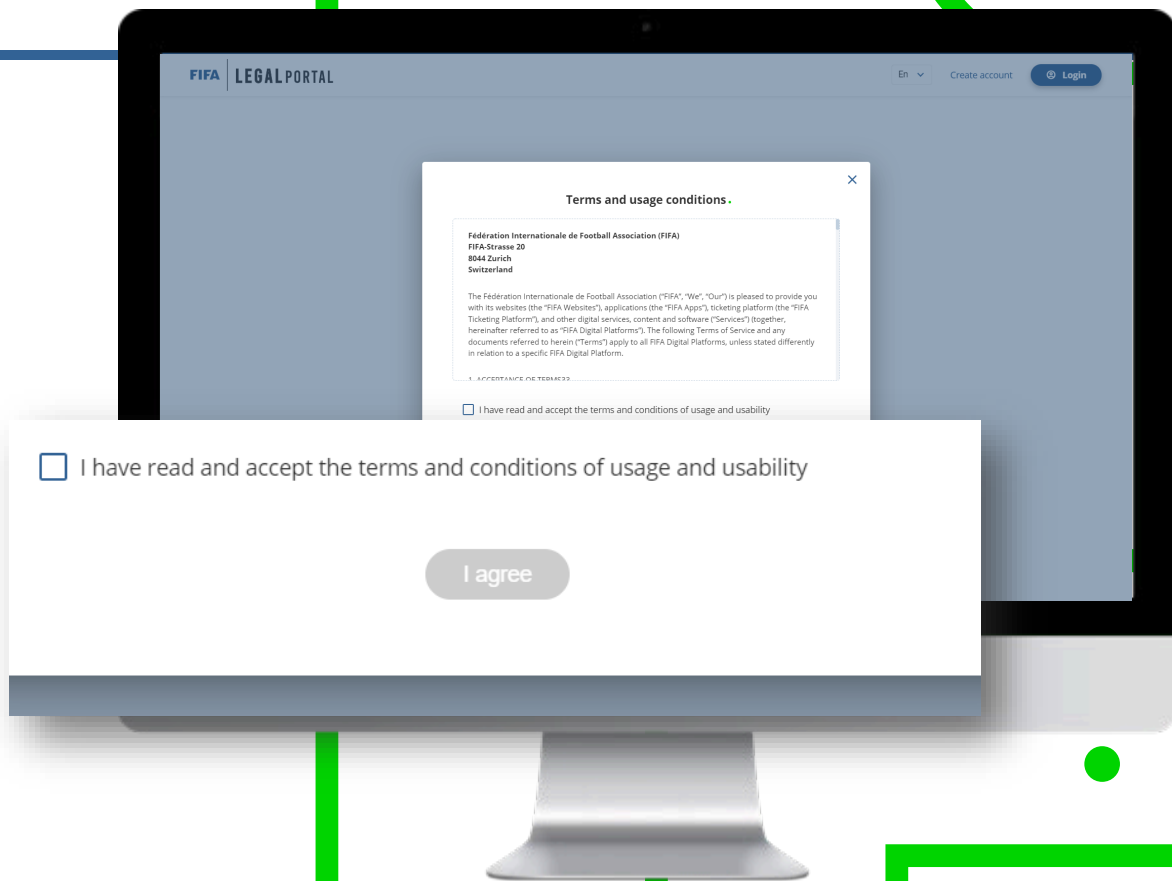 FIFA LEGAL PORTAL
En Create account Login
Terms and usage conditions.
Fédération Internationale de Football Association (FIFA)
FIFA-Strasse 20
8044 Zurich
Switzerland
The Fédération Internationale de Football Association ("FIFA", "We", "Our") is pleased to provide you
with its websites (the "FIFA Websites"), applications (the "FIFA Apps"), ticketing platform (the "FIFA
Ticketing Platform"), and other digital services, content and software ("Services") (together,
hereinafter referred to as "FIFA Digital Platforms"). The following Terms of Service and any
documents referred to herein ("Terms") apply to all FIFA Digital Platforms, unless stated differently
in relation to a specific FIFA Digital Platform.
1. ACCEPTANCE OF TERMS33
I have read and accept the terms and conditions of usage and usability
I have read and accept the terms and conditions of usage and usability
I agree